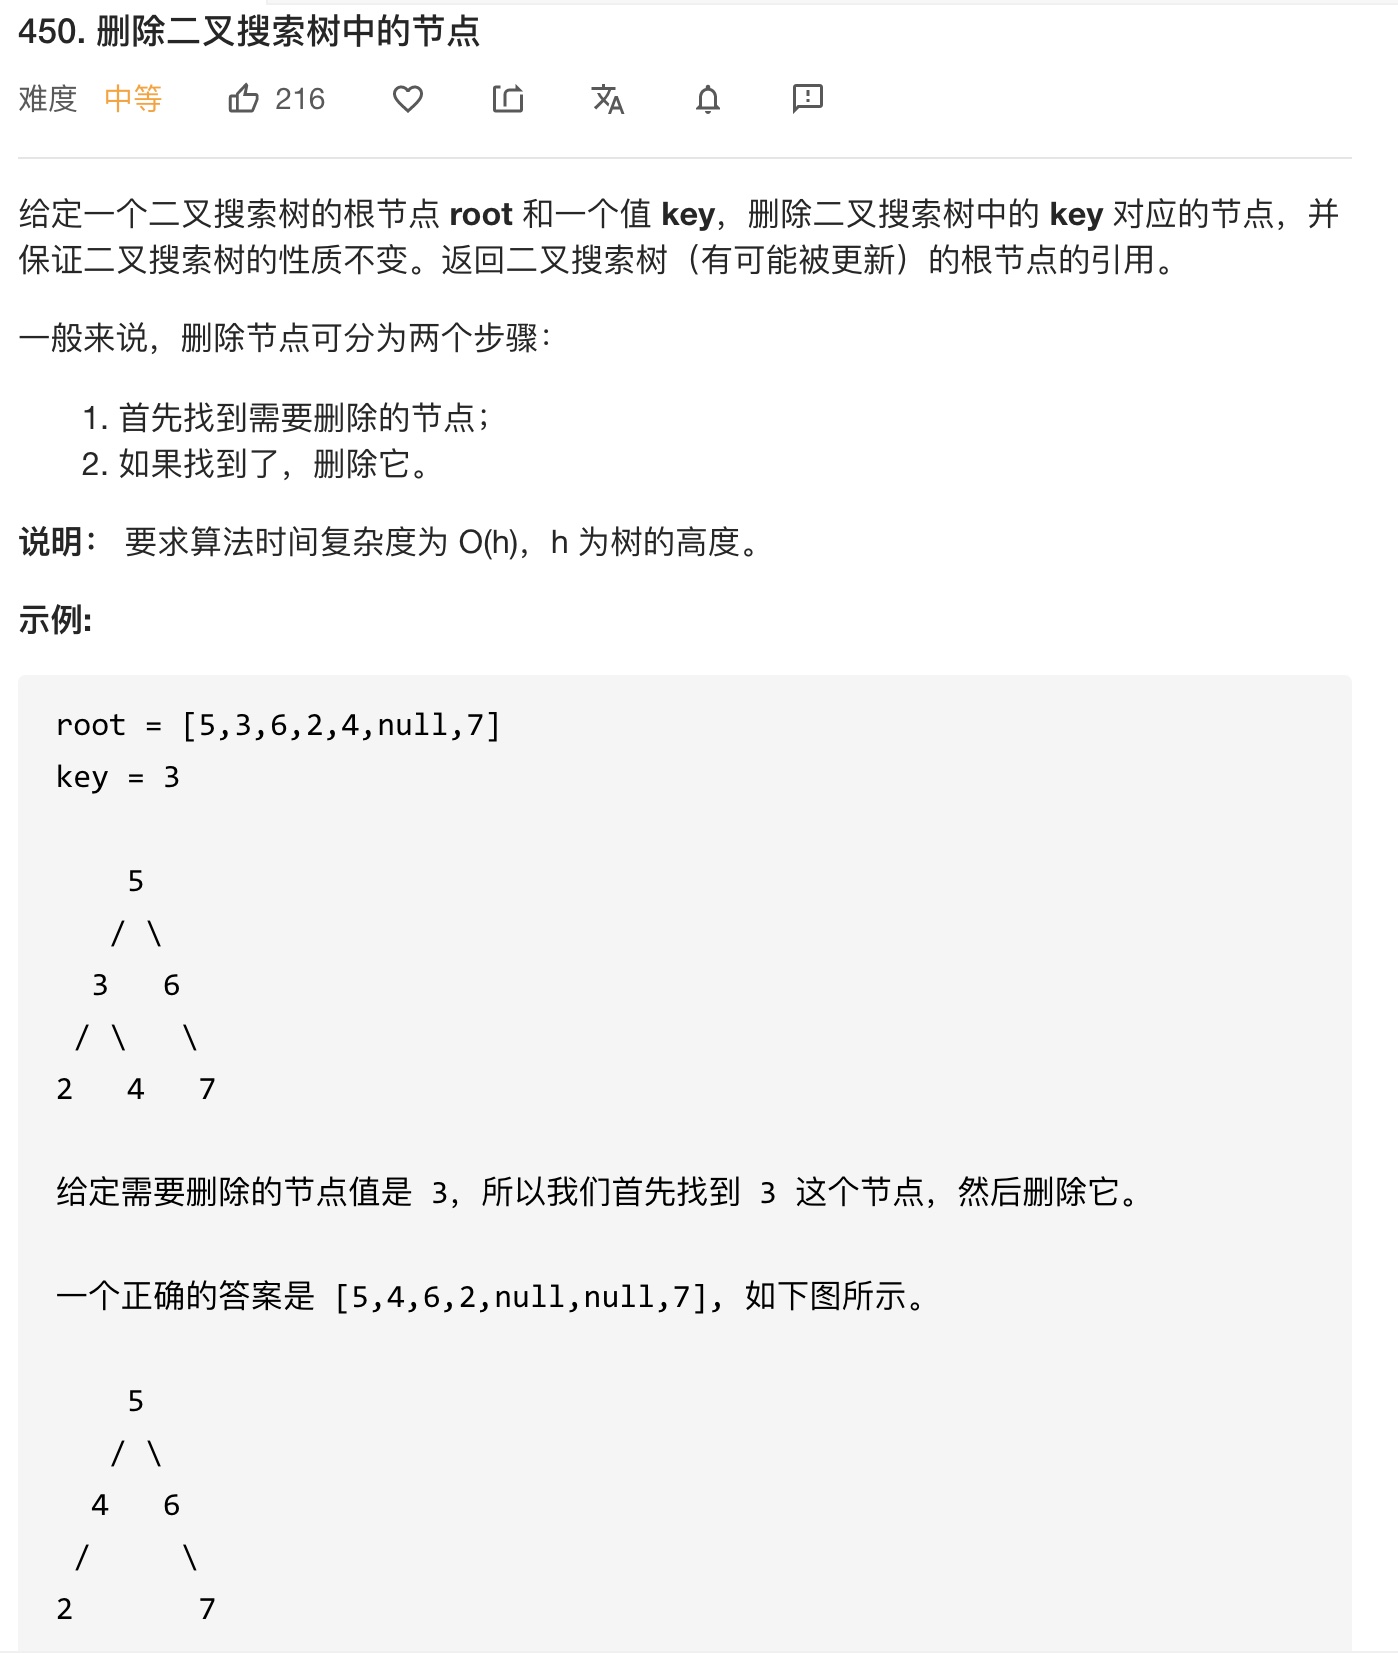 450. 删除二叉搜索树中的节点
难度 中等 216
给定一个二叉搜索树的根节点 root 和一个值 key，删除二叉搜索树中的 key 对应的节点，并
保证二叉搜索树的性质不变。返回二叉搜索树（有可能被更新）的根节点的引用。
一般来说，删除节点可分为两个步骤：
1. 首先找到需要删除的节点；
2. 如果找到了，删除它。
说明： 要求算法时间复杂度为 O(h)，h 为树的高度。
示例:
root = [5,3,6,2,4,null,7]
key = 3
5
/ \
3 6
/ \ \
2 4 7
给定需要删除的节点值是 3，所以我们首先找到 3 这个节点，然后删除它。
一个正确的答案是 [5,4,6,2,null,null,7], 如下图所示。
5
/ \
4 6
/ \
2 7